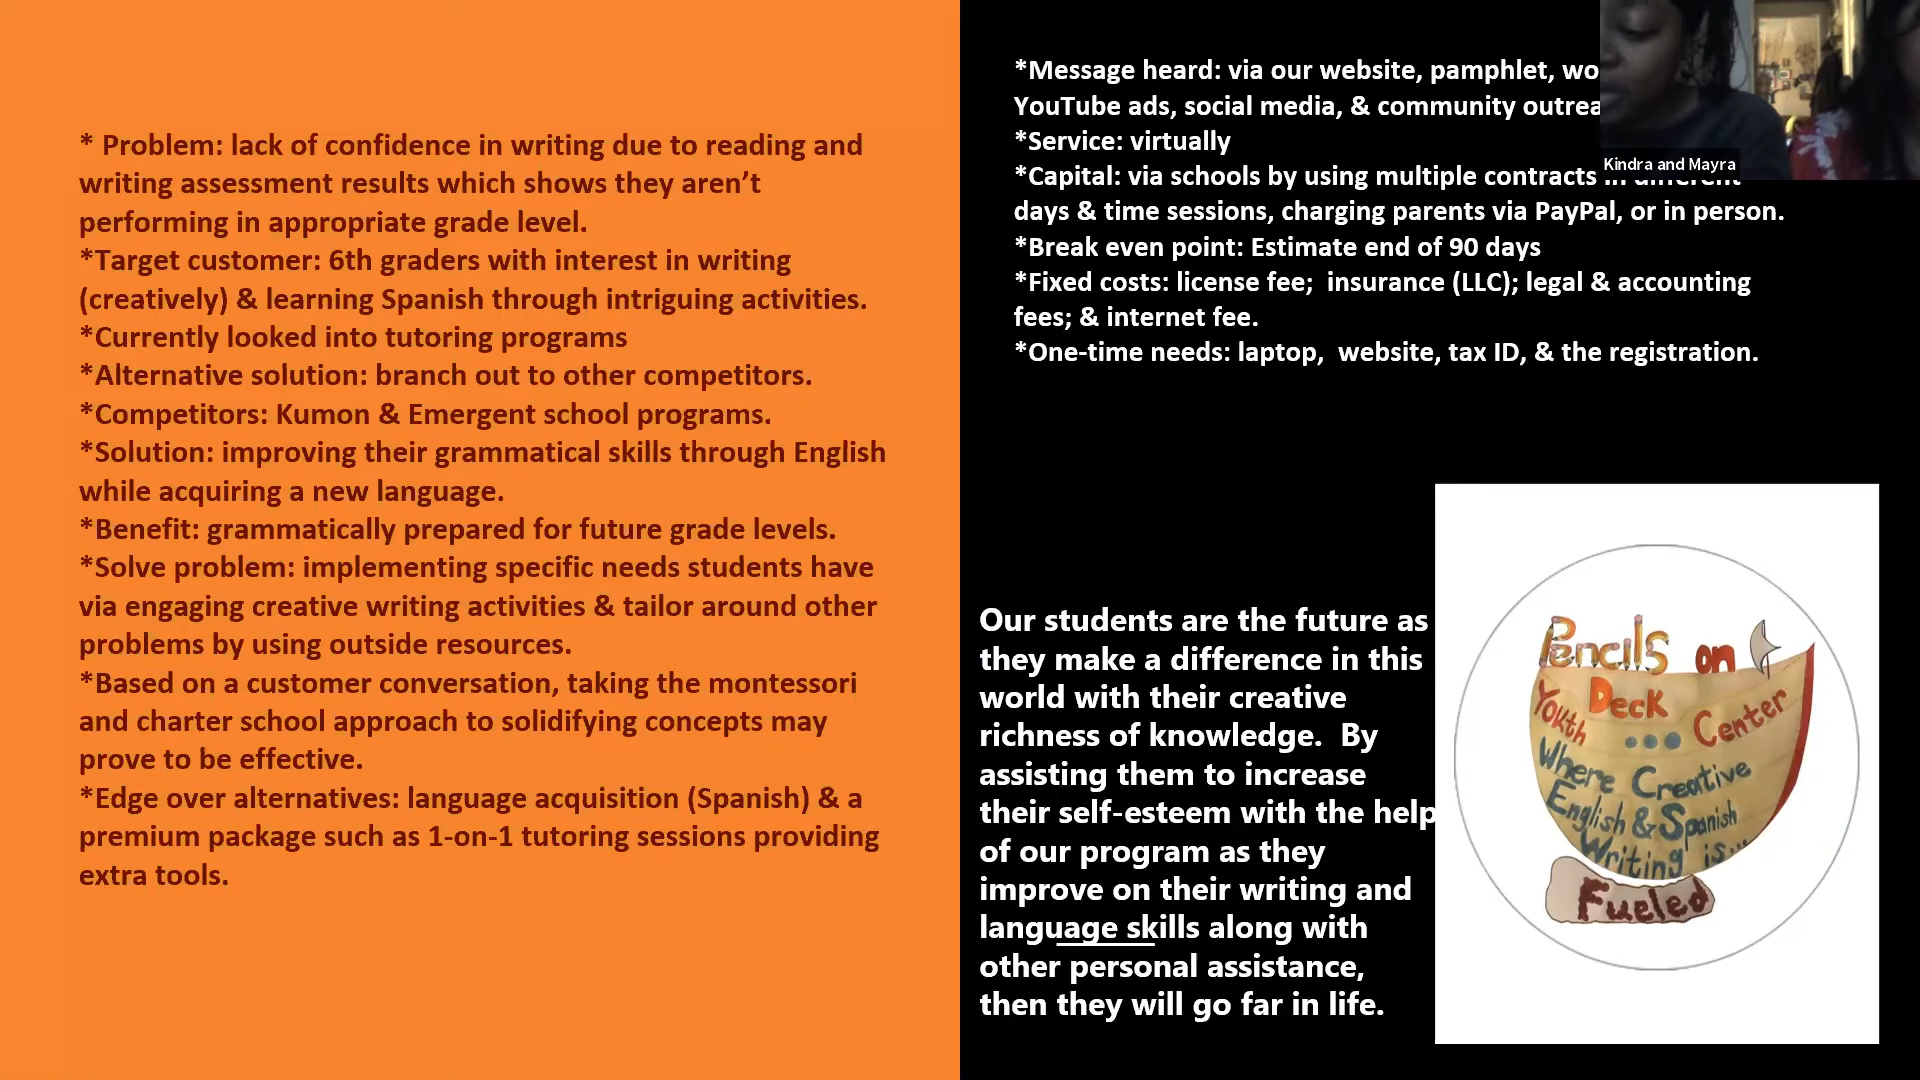 * Problem: lack of confidence in writing due to reading and
writing assessment results which shows they aren’t
performing in appropriate grade level.
*Target customer: 6th graders with interest in writing
(creatively) & learning Spanish through intriguing activities.
*Currently looked into tutoring programs
*Alternative solution: branch out to other competitors.
*Competitors: Kumon & Emergent school programs.
*Solution: improving their grammatical skills through English
while acquiring a new language.
*Benefit: grammatically prepared for future grade levels.
*Solve problem: implementing specific needs students have
via engaging creative writing activities & tailor around other
problems by using outside resources.
*Based on a customer conversation, taking the montessori
and charter school approach to solidifying concepts may
prove to be effective.
*Edge over alternatives: language acquisition (Spanish) & a
premium package such as 1-on-1 tutoring sessions providing
extra tools.
*Message heard: via our website, pamphlet,
YouTube ads, social media, & community
*Service: virtually
*Capital: via schools by using multiple contracts in different
days & time sessions, charging parents via PayPal, or in person.
*Break even point: Estimate end of 90 days
*Fixed costs: license fee;  insurance (LLC); legal & accounting
fees; & internet fee.
*One-time needs: laptop,  website, tax ID, & the registration.
Kindra and Mayra
Our students are the future as
they make a difference in this
world with their creative
richness of knowledge.  By
assisting them to increase
their self-esteem with the help
of our program as they
improve on their writing and
language skills along with
other personal assistance,
then they will go far in life.
Pencils on
Deck
Youth ... Center
Where Creative
English & Spanish
Writing is...
Fueled